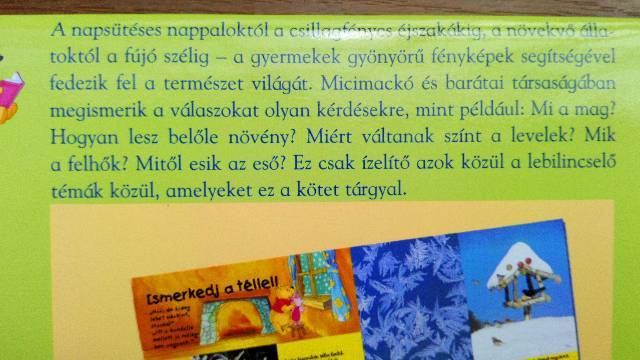 A napsütéses nappaloktól a csillagfényes éjszakákig, a növekvő álla-
toktól a fújó szélig – a gyermekek gyönyörű fényképek segítségével
fedezik fel a természet világát. Micimackó és barátai társaságában
megismerik a válaszokat olyan kérdésekre, mint például: Mi a mag?
Hogyan lesz belőle növény? Miért váltanak színt a levelek? Mik
a felhők? Mitől esik az eső? Ez csak ízelítő azok közül a lebilincselő
témák közül, amelyeket ez a kötet tárgyal.
Ismerkedj a téllel!